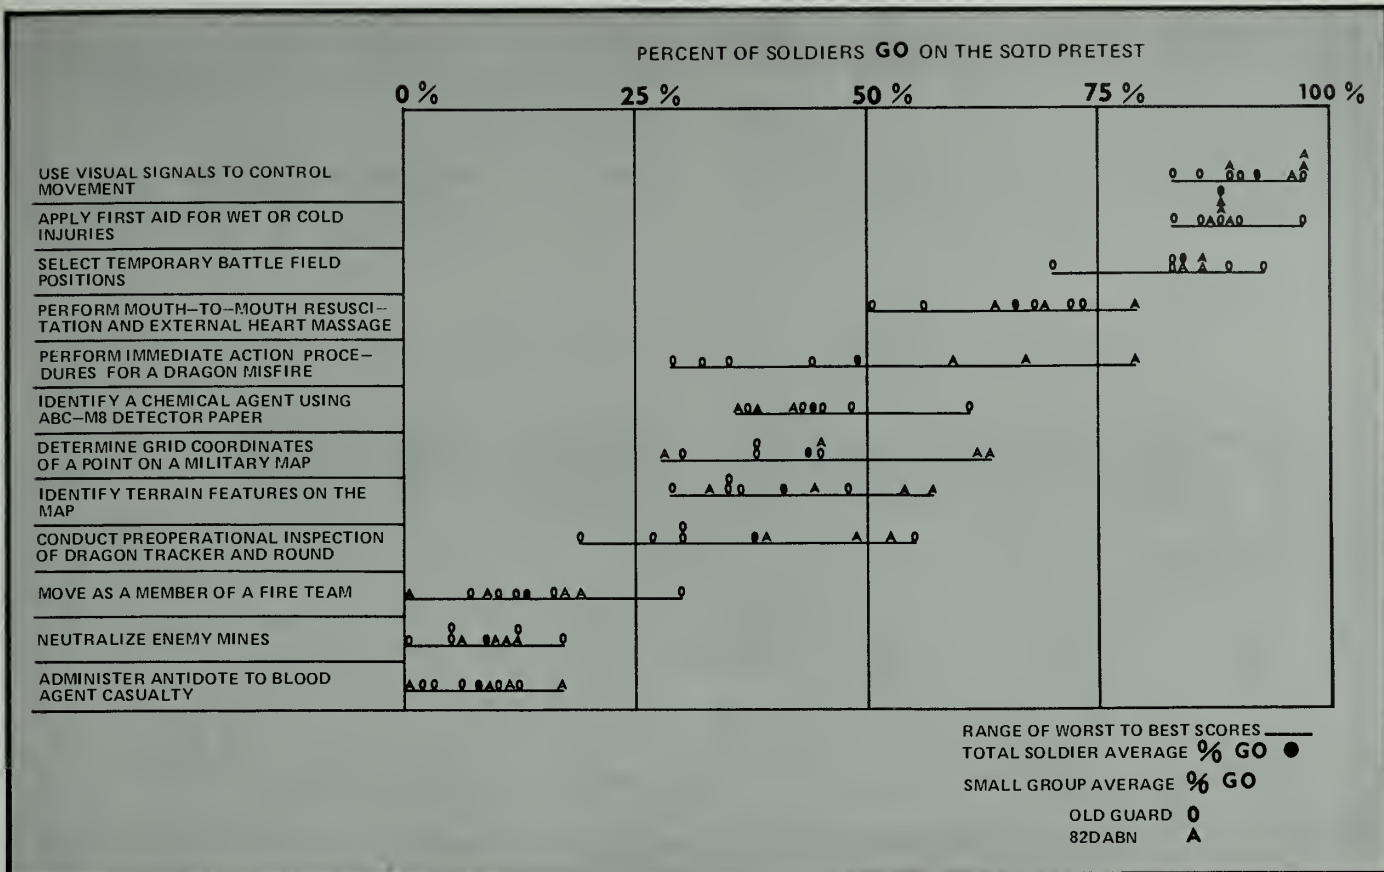 PERCENT OF SOLDIERS GO ON THE SQTD PRETEST
0 % 25 % 50 % 75 % 100 %
USE VISUAL SIGNALS TO CONTROL
MOVEMENT
APPLY FIRST AID FOR WET OR COLD
INJURIES
SELECT TEMPORARY BATTLE FIELD
POSITIONS
PERFORM MOUTH-TO-MOUTH RESUSCI-
TATION AND EXTERNAL HEART MASSAGE
PERFORM IMMEDIATE ACTION PROCE-
DURES FOR A DRAGON MISFIRE
IDENTIFY A CHEMICAL AGENT USING
ABC-M8 DETECTOR PAPER
DETERMINE GRID COORDINATES
OF A POINT ON A MILITARY MAP
IDENTIFY TERRAIN FEATURES ON THE
MAP
CONDUCT PREOPERATIONAL INSPECTION
OF DRAGON TRACKER AND ROUND
MOVE AS A MEMBER OF A FIRE TEAM
NEUTRALIZE ENEMY MINES
ADMINISTER ANTIDOTE TO BLOOD
AGENT CASUALTY
RANGE OF WORST TO BEST SCORES
TOTAL SOLDIER AVERAGE % GO
SMALL GROUP AVERAGE % GO
OLD GUARD O
82D ABN A